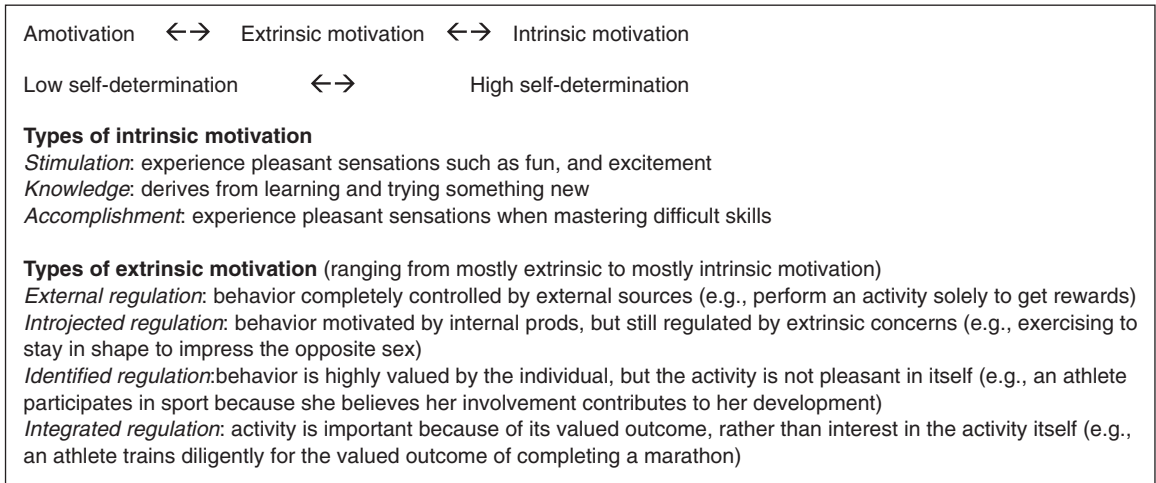 Amotivation ←→ Extrinsic motivation ←→ Intrinsic motivation
Low self-determination ←→ High self-determination
Types of intrinsic motivation
Stimulation: experience pleasant sensations such as fun, and excitement
Knowledge: derives from learning and trying something new
Accomplishment: experience pleasant sensations when mastering difficult skills
Types of extrinsic motivation (ranging from mostly extrinsic to mostly intrinsic motivation)
External regulation: behavior completely controlled by external sources (e.g., perform an activity solely to get rewards)
Introjected regulation: behavior motivated by internal prods, but still regulated by extrinsic concerns (e.g., exercising to
stay in shape to impress the opposite sex)
Identified regulation:behavior is highly valued by the individual, but the activity is not pleasant in itself (e.g., an athlete
participates in sport because she believes her involvement contributes to her development)
Integrated regulation: activity is important because of its valued outcome, rather than interest in the activity itself (e.g.,
an athlete trains diligently for the valued outcome of completing a marathon)